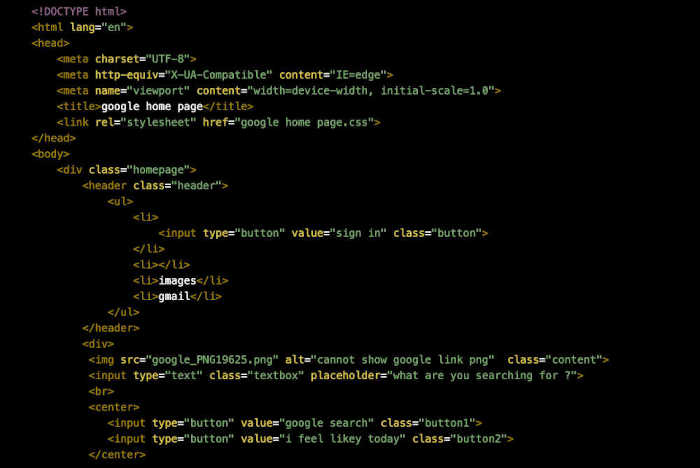 <!DOCTYPE html>
<html lang="en">
<head>
<meta charset="UTF-8">
<meta http-equiv="X-UA-Compatible" content="IE=edge">
<meta name="viewport" content="width=device-width, initial-scale=1.0">
<title>google home page</title>
<link rel="stylesheet" href="google home page.css">
</head>
<body>
<div class="homepage">
<header class="header">
<ul>
<li>
<input type="button" value="sign in" class="button">
</li>
<li></li>
<li>images</li>
<li>gmail</li>
</ul>
</header>
<div>
<img src="google_PNG19625.png" alt="cannot show google link png"  class="content">
<input type="text" class="textbox" placeholder="what are you searching for ?">
<br>
<center>
<input type="button" value="google search" class="button1">
<input type="button" value="i feel likey today" class="button2">
</center>